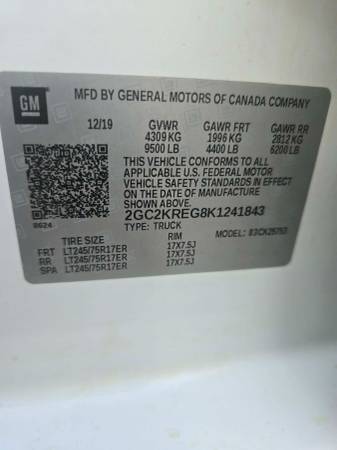 GM
MFD BY GENERAL MOTORS OF CANADA COMPANY
12/19 GVWR GAWR FRT GAWR RR
4309 KG 1996 KG 2812 KG
9500 LB 4400 LB 6200 LB
THIS VEHICLE CONFORMS TO ALL
APPLICABLE U.S. FEDERAL MOTOR
VEHICLE SAFETY STANDARDS IN EFFECT
ON THE DATE OF MANUFACTURE
SHOWN ABOVE.
2GC2KREG8K1241843
TYPE: TRUCK
8624
TIRE SIZE RIM MODEL:
FRT LT245/75R17ER 17X7.5J
RR LT245/75R17ER 17X7.5J
SPA LT245/75R17ER 17X7.5J